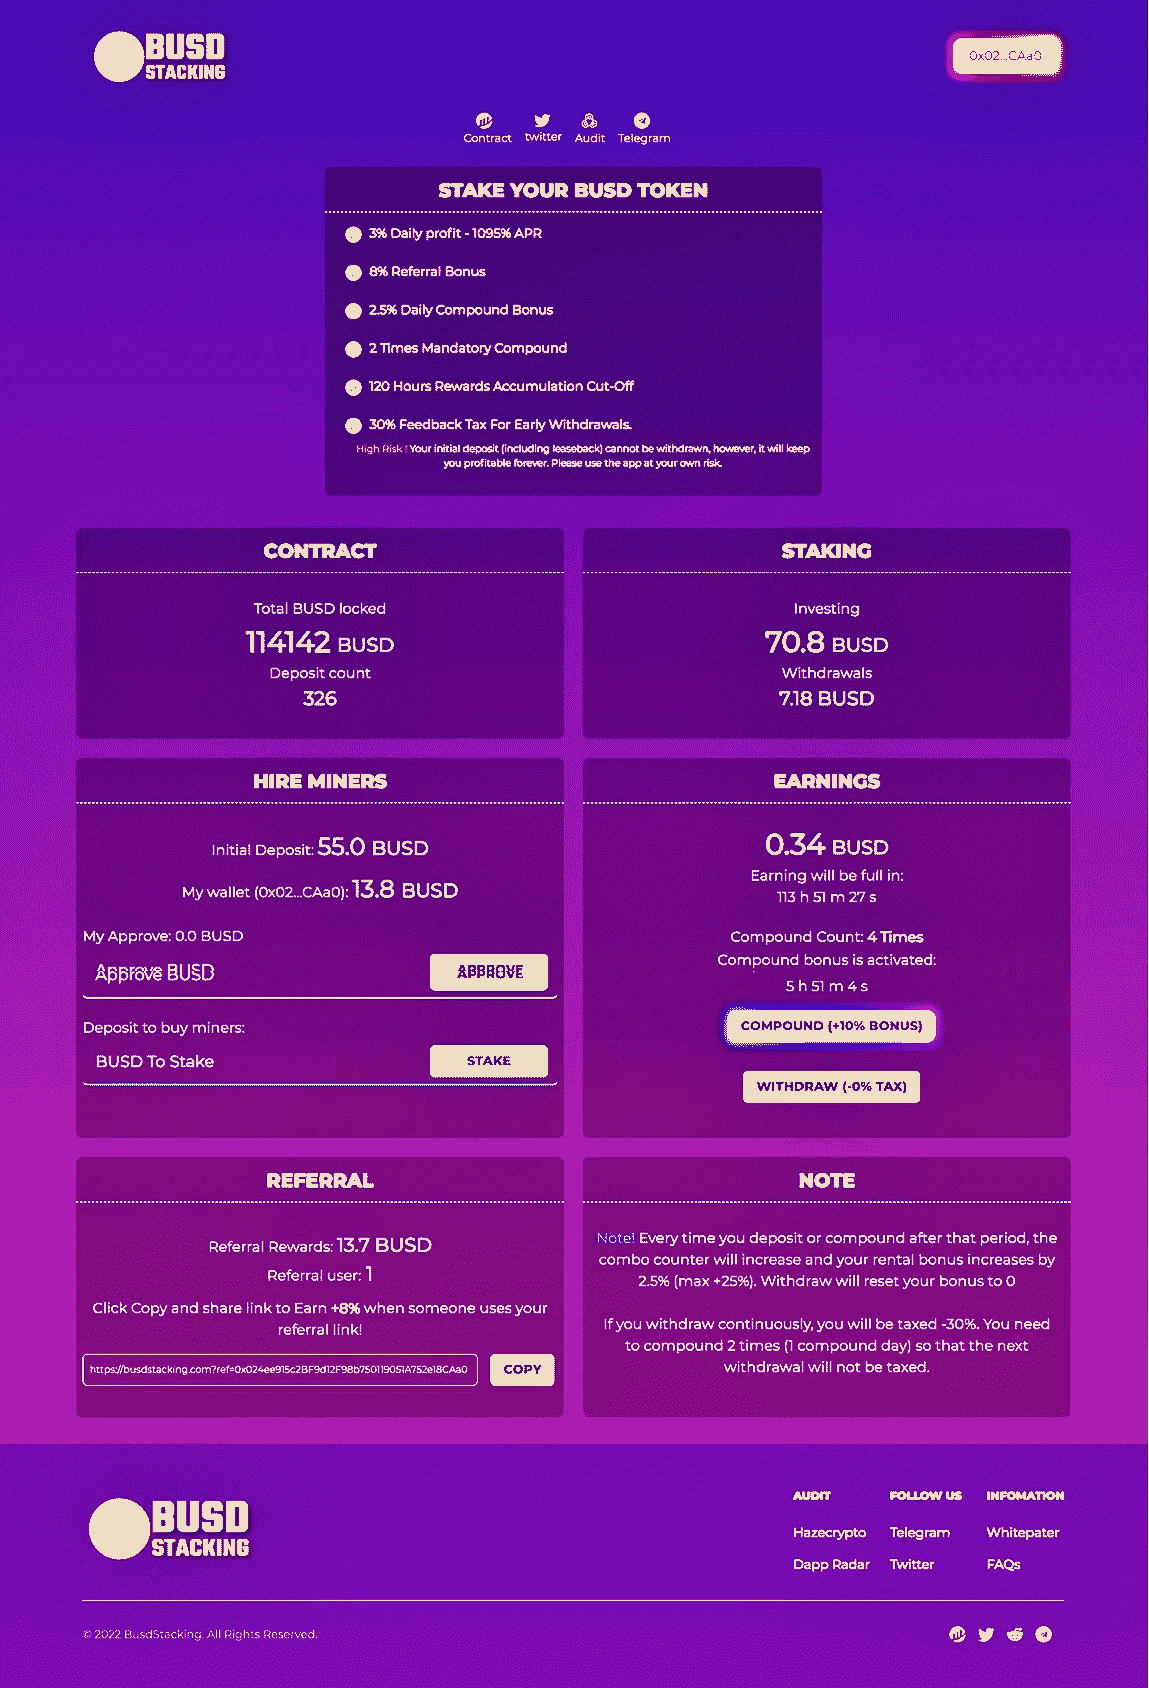 BUSD
STACKING
0x02...CAa0
Contract
twitter
Audit
Telegram
STAKE YOUR BUSD TOKEN
3% Daily profit - 1095% APR
8% Referral Bonus
2.5% Daily Compound Bonus
2 Times Mandatory Compound
120 Hours Rewards Accumulation Cut-Off
30% Feedback Tax For Early Withdrawals.
High Risk ! Your initial deposit (including leaseback) cannot be withdrawn, however, it will keep
you profitable forever. Please use the app at your own risk.
CONTRACT
Total BUSD locked
114142 BUSD
Deposit count
326
STAKING
Investing
70.8 BUSD
Withdrawals
7.18 BUSD
HIRE MINERS
Initial Deposit: 55.0 BUSD
My wallet (0x02...CAa0): 13.8 BUSD
My Approve: 0.0 BUSD
Approve BUSD
APPROVE
Deposit to buy miners:
BUSD To Stake
STAKE
EARNINGS
0.34 BUSD
Earning will be full in:
113 h 51 m 27 s
Compound Count: 4 Times
Compound bonus is activated:
5 h 51 m 4 s
COMPOUND (+10% BONUS)
WITHDRAW (-0% TAX)
REFERRAL
Referral Rewards: 13.7 BUSD
Referral user: 1
Click Copy and share link to Earn +8% when someone uses your
referral link!
https://busdstacking.com?ref=0x024ee915c2BF9d12F98b750119051A752e18CAa0
COPY
NOTE
Note! Every time you deposit or compound after that period, the
combo counter will increase and your rental bonus increases by
2.5% (max +25%). Withdraw will reset your bonus to 0
If you withdraw continuously, you will be taxed -30%. You need
to compound 2 times (1 compound day) so that the next
withdrawal will not be taxed.
BUSD
STACKING
AUDIT
Hazecrypto
Dapp Radar
FOLLOW US
Telegram
Twitter
INFOMATION
Whitepater
FAQs
© 2022 BusdStacking. All Rights Reserved.